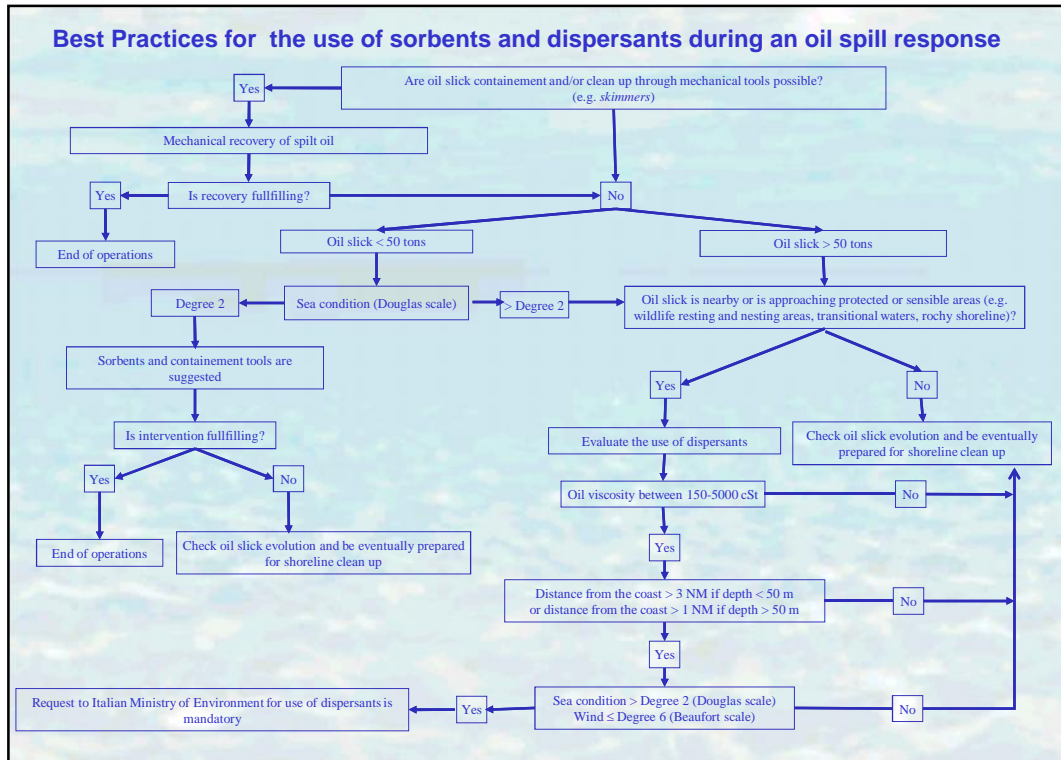 Best Practices for the use of sorbents and dispersants during an oil spill response
Are oil slick containement and/or clean up through mechanical tools possible?
(e.g. skimmers)
Yes
Mechanical recovery of spilt oil
Yes
Is recovery fullfilling?
No
End of operations
Oil slick < 50 tons
Oil slick > 50 tons
Degree 2
Sea condition (Douglas scale)
> Degree 2
Oil slick is nearby or is approaching protected or sensible areas (e.g.
wildlife resting and nesting areas, transitional waters, rochy shoreline)?
Sorbents and containement tools are
suggested
Yes
No
Is intervention fullfilling?
Evaluate the use of dispersants
Check oil slick evolution and be eventually
prepared for shoreline clean up
Yes
No
Oil viscosity between 150-5000 cSt
No
End of operations
Check oil slick evolution and be eventually prepared
for shoreline clean up
Yes
Distance from the coast > 3 NM if depth < 50 m
or distance from the coast > 1 NM if depth > 50 m
No
Yes
Request to Italian Ministry of Environment for use of dispersants is
mandatory
Yes
Sea condition > Degree 2 (Douglas scale)
Wind ≤ Degree 6 (Beaufort scale)
No